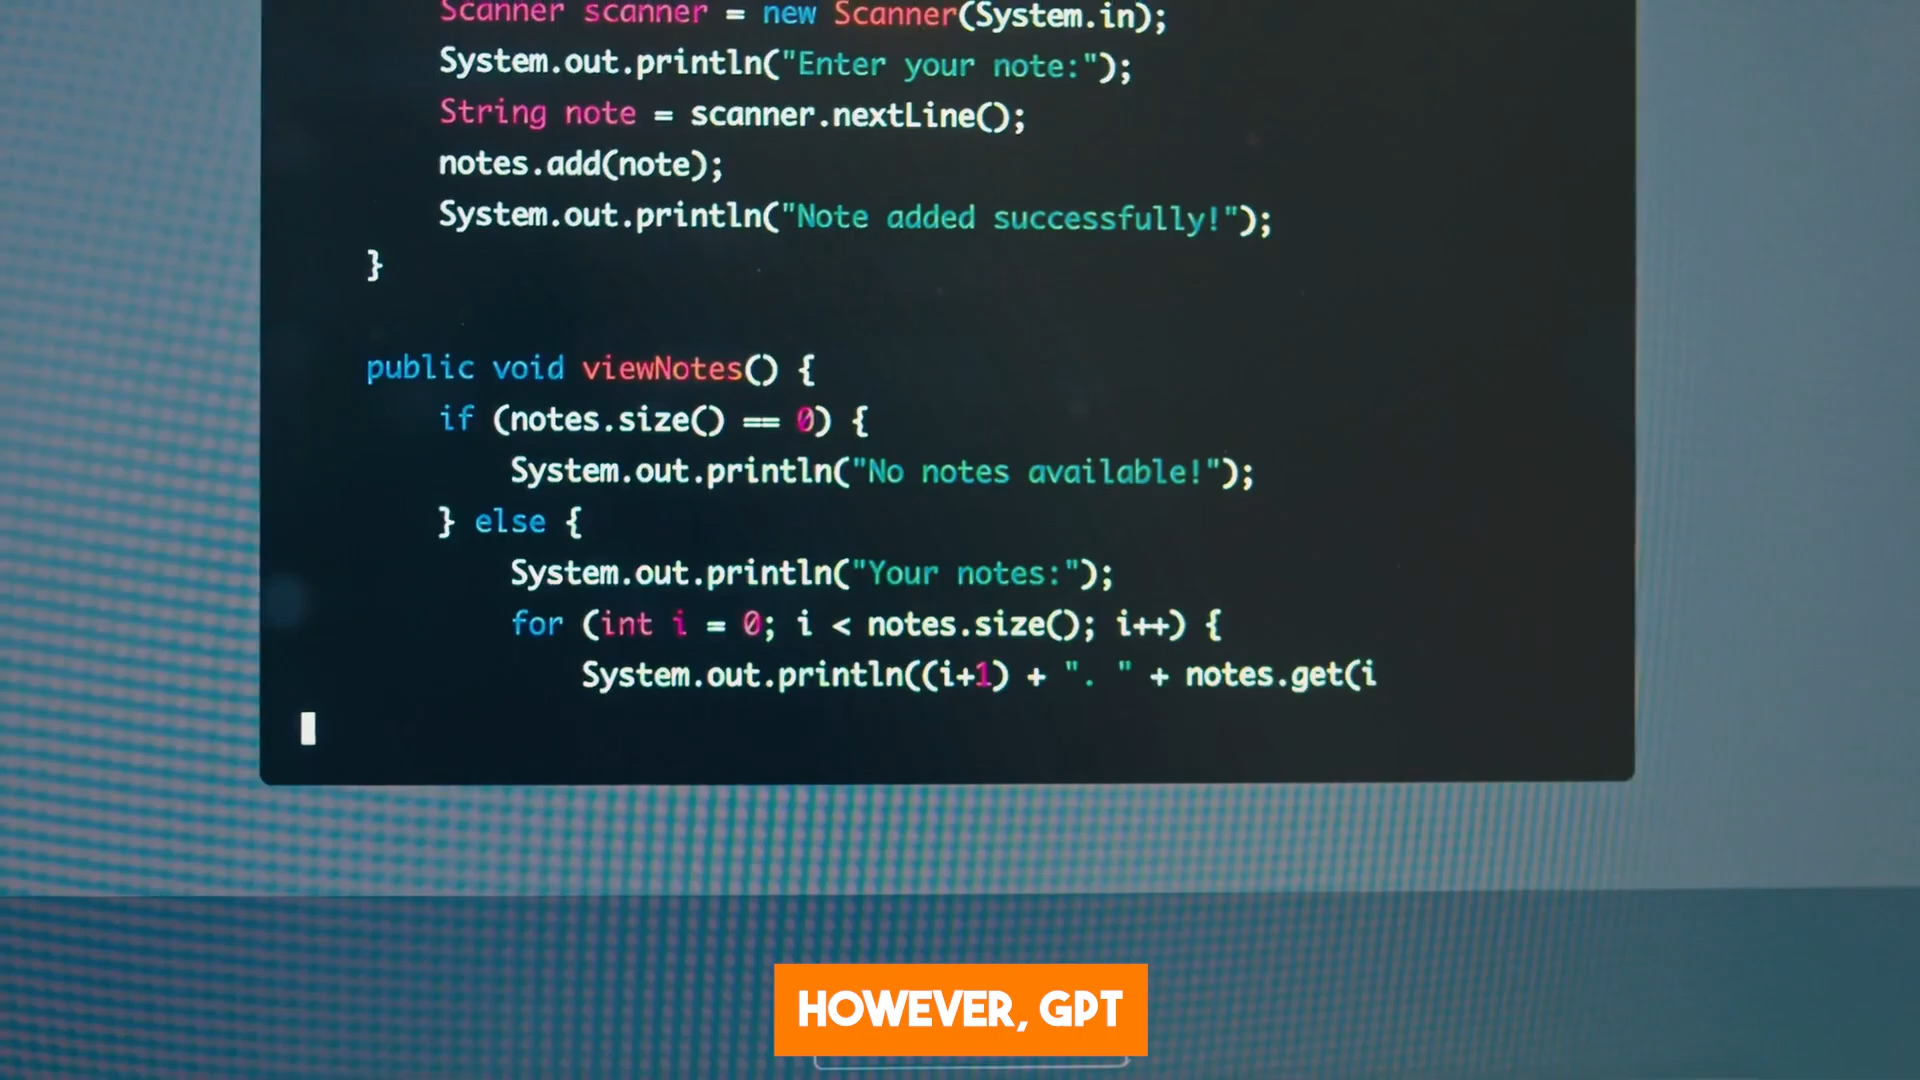 Scanner scanner = new Scanner(System.in);
System.out.println("Enter your note:");
String note = scanner.nextLine();
notes.add(note);
System.out.println("Note added successfully!");
}
public void viewNotes() {
if (notes.size() == 0) {
System.out.println("No notes available!");
} else {
System.out.println("Your notes:");
for (int i = 0; i < notes.size(); i++) {
System.out.println((i+1) + ". " + notes.get(i
HOWEVER, GPT